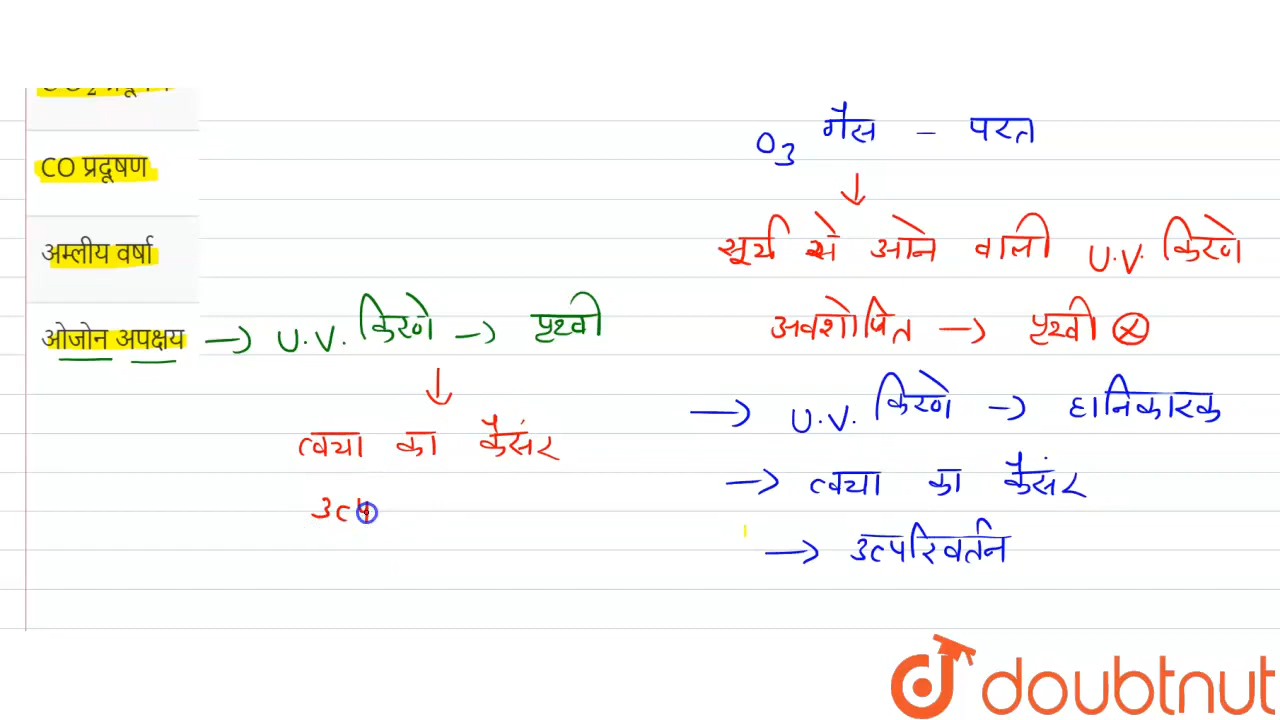 CO प्रदूषण
अम्लीय वर्षा
ओजोन अपक्षय → U.V. किरणे → पृथ्वी
↓
त्वचा का कैंसर
उत्प
O3 गैस - परत
↓
सूर्य से आने वाली U.V. किरणे
अवशोषित → पृथ्वी
→ U.V. किरणे → हानिकारक
→ त्वचा का कैंसर
→ उत्परिवर्तन
doubtnut